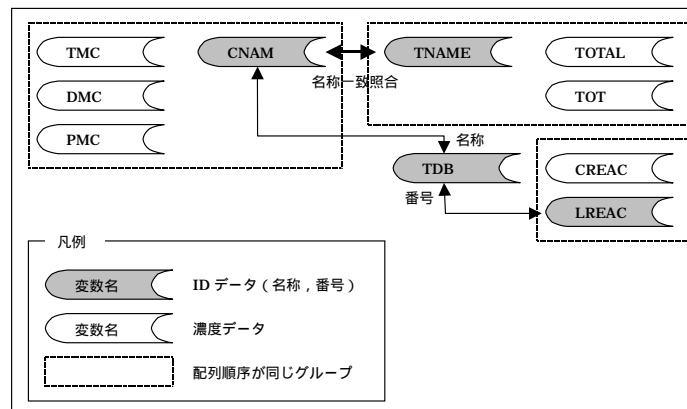 TMC
CNAM
TNAME
TOTAL
名称一致照合
DMC
TOT
PMC
名称
TDB
CREAC
番号
LREAC
凡例
変数名
ID データ（名称，番号）
変数名
濃度データ
配列順序が同じグループ